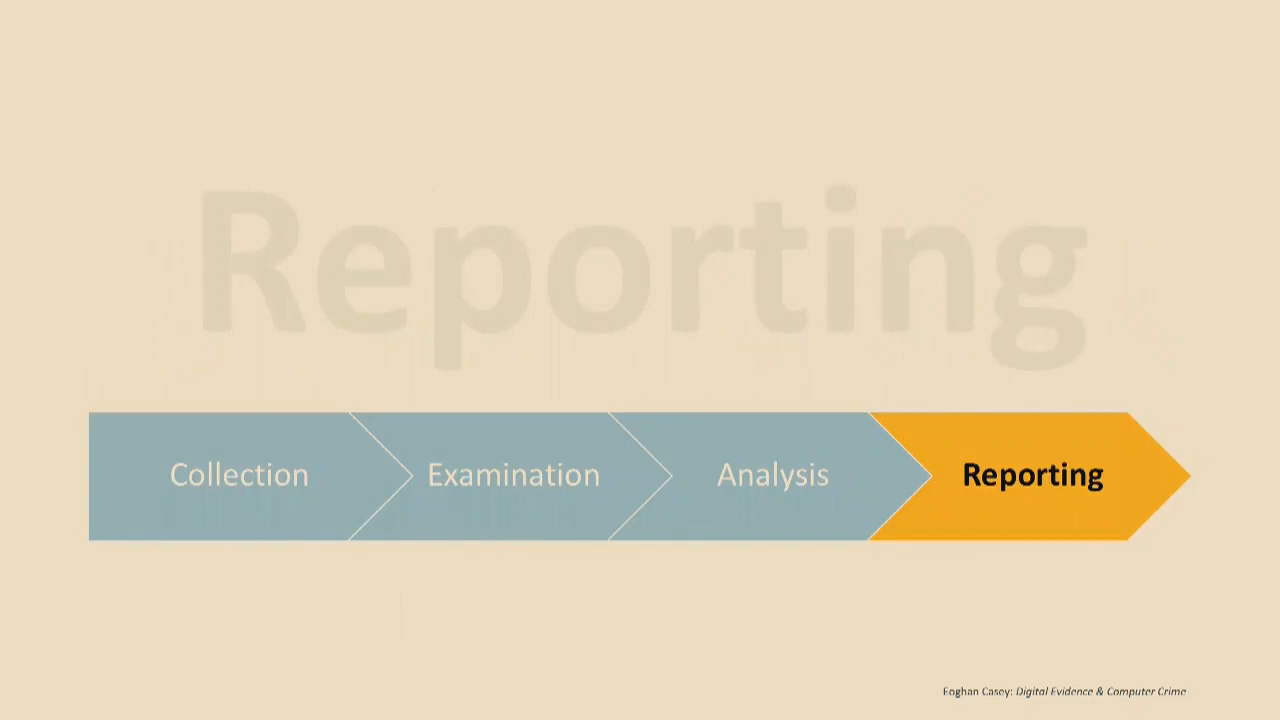 Reporting
Collection Examination Analysis Reporting
Eoghan Casey: Digital Evidence & Computer Crime